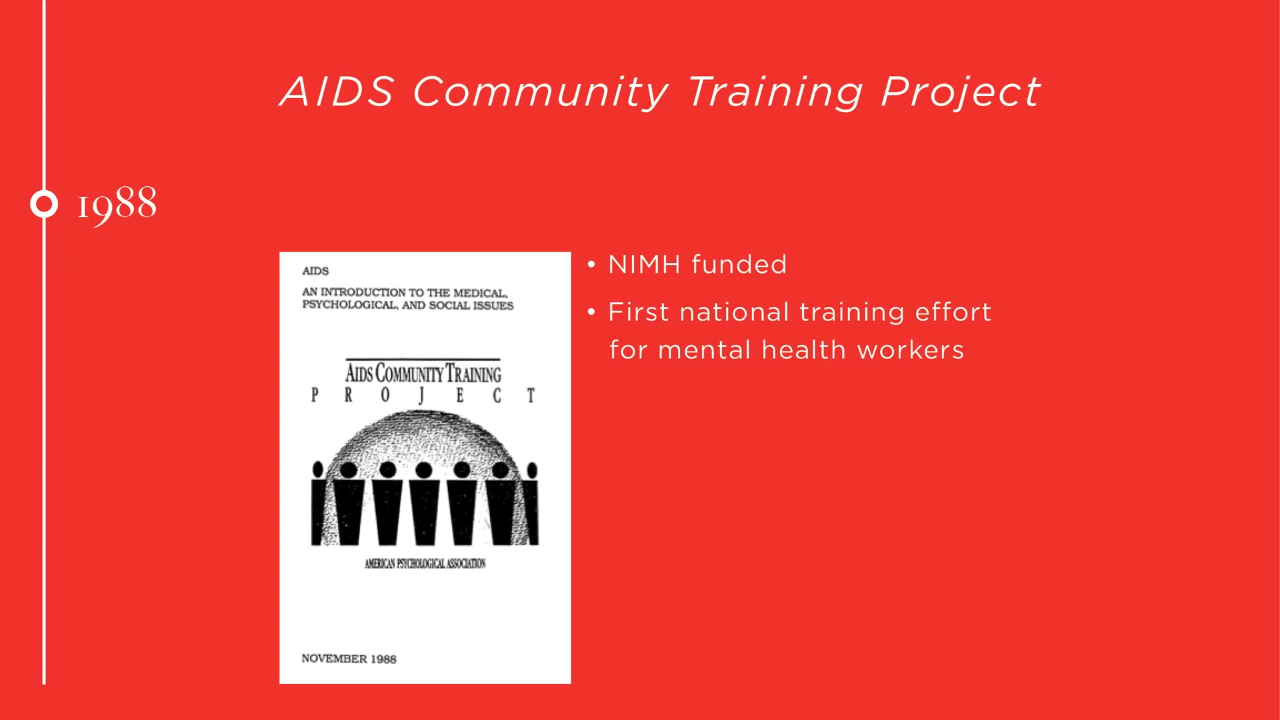 AIDS Community Training Project
1988
AIDS
AN INTRODUCTION TO THE MEDICAL,
PSYCHOLOGICAL, AND SOCIAL ISSUES
AIDS COMMUNITY TRAINING
PROJECT
AMERICAN PSYCHOLOGICAL ASSOCIATION
NOVEMBER 1988
• NIMH funded
• First national training effort
for mental health workers